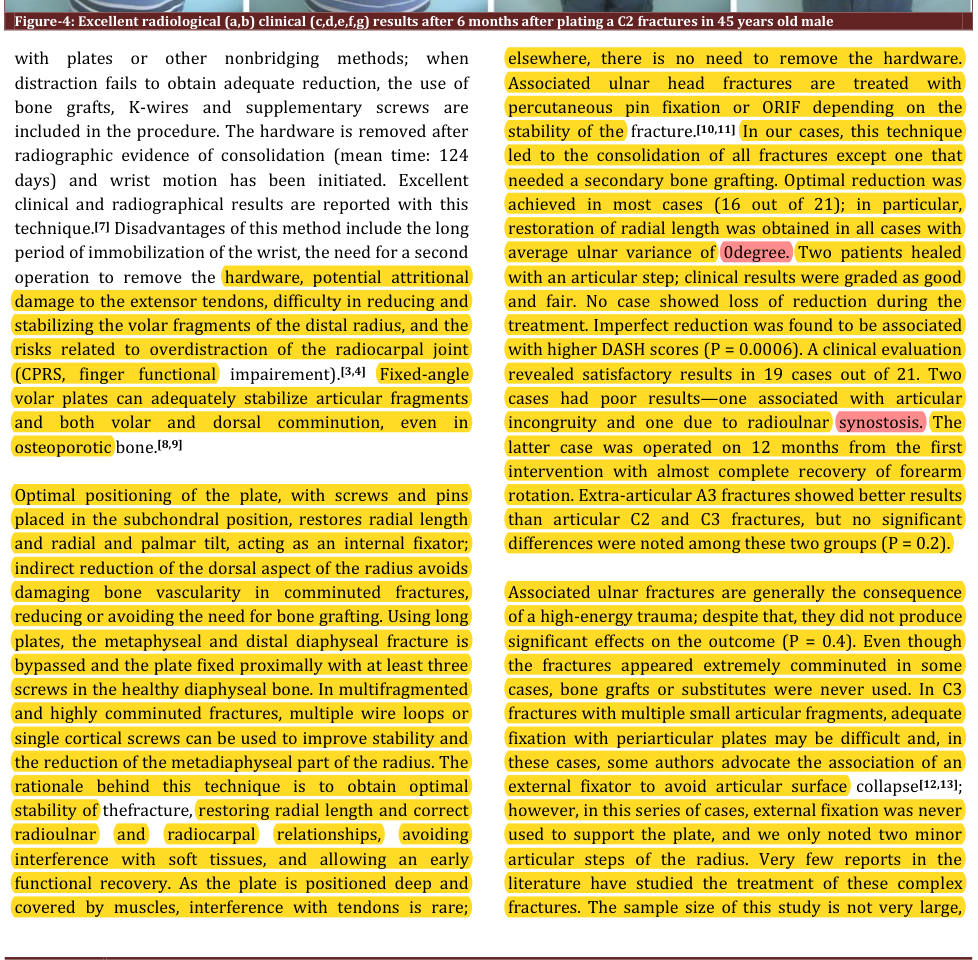 Figure-4: Excellent radiological (a,b) clinical (c,d,e,f,g) results after 6 months after plating a C2 fractures in 45 years old male
with plates or other nonbridging methods; when
distraction fails to obtain adequate reduction, the use of
bone grafts, K-wires and supplementary screws are
included in the procedure. The hardware is removed after
radiographic evidence of consolidation (mean time: 124
days) and wrist motion has been initiated. Excellent
clinical and radiographical results are reported with this
technique.[7] Disadvantages of this method include the long
period of immobilization of the wrist, the need for a second
operation to remove the hardware, potential attritional
damage to the extensor tendons, difficulty in reducing and
stabilizing the volar fragments of the distal radius, and the
risks related to overdistraction of the radiocarpal joint
(CPRS, finger functional impairment).[3,4] Fixed-angle
volar plates can adequately stabilize articular fragments
and both volar and dorsal comminution, even in
osteoporotic bone.[8,9]
Optimal positioning of the plate, with screws and pins
placed in the subchondral position, restores radial length
and radial and palmar tilt, acting as an internal fixator;
indirect reduction of the dorsal aspect of the radius avoids
damaging bone vascularity in comminuted fractures,
reducing or avoiding the need for bone grafting. Using long
plates, the metaphyseal and distal diaphyseal fracture is
bypassed and the plate fixed proximally with at least three
screws in the healthy diaphyseal bone. In multifragmented
and highly comminuted fractures, multiple wire loops or
single cortical screws can be used to improve stability and
the reduction of the metadiaphyseal part of the radius. The
rationale behind this technique is to obtain optimal
stability of thefracture, restoring radial length and correct
radioulnar and radiocarpal relationships, avoiding
interference with soft tissues, and allowing an early
functional recovery. As the plate is positioned deep and
covered by muscles, interference with tendons is rare;
elsewhere, there is no need to remove the hardware.
Associated ulnar head fractures are treated with
percutaneous pin fixation or ORIF depending on the
stability of the fracture.[10,11] In our cases, this technique
led to the consolidation of all fractures except one that
needed a secondary bone grafting. Optimal reduction was
achieved in most cases (16 out of 21); in particular,
restoration of radial length was obtained in all cases with
average ulnar variance of 0degree. Two patients healed
with an articular step; clinical results were graded as good
and fair. No case showed loss of reduction during the
treatment. Imperfect reduction was found to be associated
with higher DASH scores (P = 0.0006). A clinical evaluation
revealed satisfactory results in 19 cases out of 21. Two
cases had poor results—one associated with articular
incongruity and one due to radioulnar synostosis. The
latter case was operated on 12 months from the first
intervention with almost complete recovery of forearm
rotation. Extra-articular A3 fractures showed better results
than articular C2 and C3 fractures, but no significant
differences were noted among these two groups (P = 0.2).
Associated ulnar fractures are generally the consequence
of a high-energy trauma; despite that, they did not produce
significant effects on the outcome (P = 0.4). Even though
the fractures appeared extremely comminuted in some
cases, bone grafts or substitutes were never used. In C3
fractures with multiple small articular fragments, adequate
fixation with periarticular plates may be difficult and, in
these cases, some authors advocate the association of an
external fixator to avoid articular surface collapse[12,13];
however, in this series of cases, external fixation was never
used to support the plate, and we only noted two minor
articular steps of the radius. Very few reports in the
literature have studied the treatment of these complex
fractures. The sample size of this study is not very large,